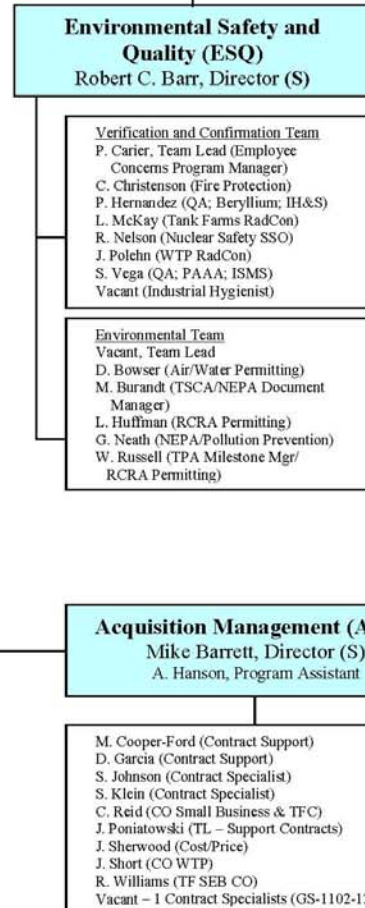 Environmental Safety and
Quality (ESQ)
Robert C. Barr, Director (S)
Verification and Confirmation Team
P. Carier, Team Lead (Employee
Concerns Program Manager)
C. Christenson (Fire Protection)
P. Hernandez (QA; Beryllium; IH&S)
L. McKay (Tank Farms RadCon)
R. Nelson (Nuclear Safety SSO)
J. Polehn (WTP RadCon)
S. Vega (QA; PAAA; ISMS)
Vacant (Industrial Hygienist)
Environmental Team
Vacant, Team Lead
D. Bowser (Air/Water Permitting)
M. Burandt (TSCA/NEPA Document
Manager)
L. Huffman (RCRA Permitting)
G. Neath (NEPA/Pollution Prevention)
W. Russell (TPA Milestone Mgr/
RCRA Permitting)
Acquisition Management (A
Mike Barrett, Director (S)
A. Hanson, Program Assistant
M. Cooper-Ford (Contract Support)
D. Garcia (Contract Support)
S. Johnson (Contract Specialist)
S. Klein (Contract Specialist)
C. Reid (CO Small Business & TFC)
J. Poniatowski (TL – Support Contracts)
J. Sherwood (Cost/Price)
J. Short (CO WTP)
R. Williams (TF SEB CO)
Vacant – 1 Contract Specialists (GS-1102-1